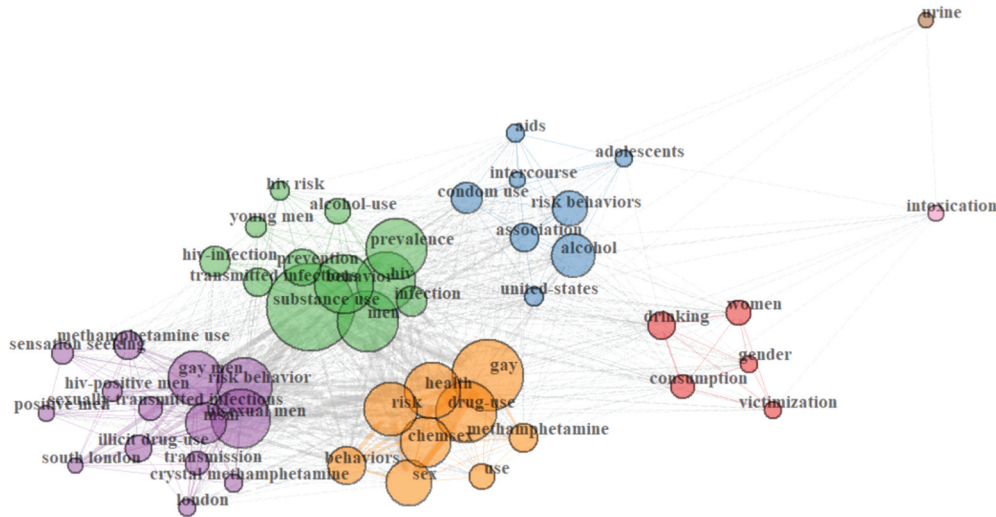 urine
aids
adolescents
intercourse
hiv risk
condom use
risk behaviors
alcohol-use
intoxication
young men
prevalence
association
alcohol
hiv-infection
prevention
transmitted infections
behavior
hiv
united-states
infection
substance use
women
men
drinking
methamphetamine use
sensation seeking
gender
gay men
gay
hiv-positive men
risk behavior
health
consumption
sexually-transmitted infections
positive men
bisexual men
risk
drug-use
victimization
msm
chemsex
methamphetamine
illicit drug-use
south london
transmission
behaviors
use
crystal methamphetamine
sex
london